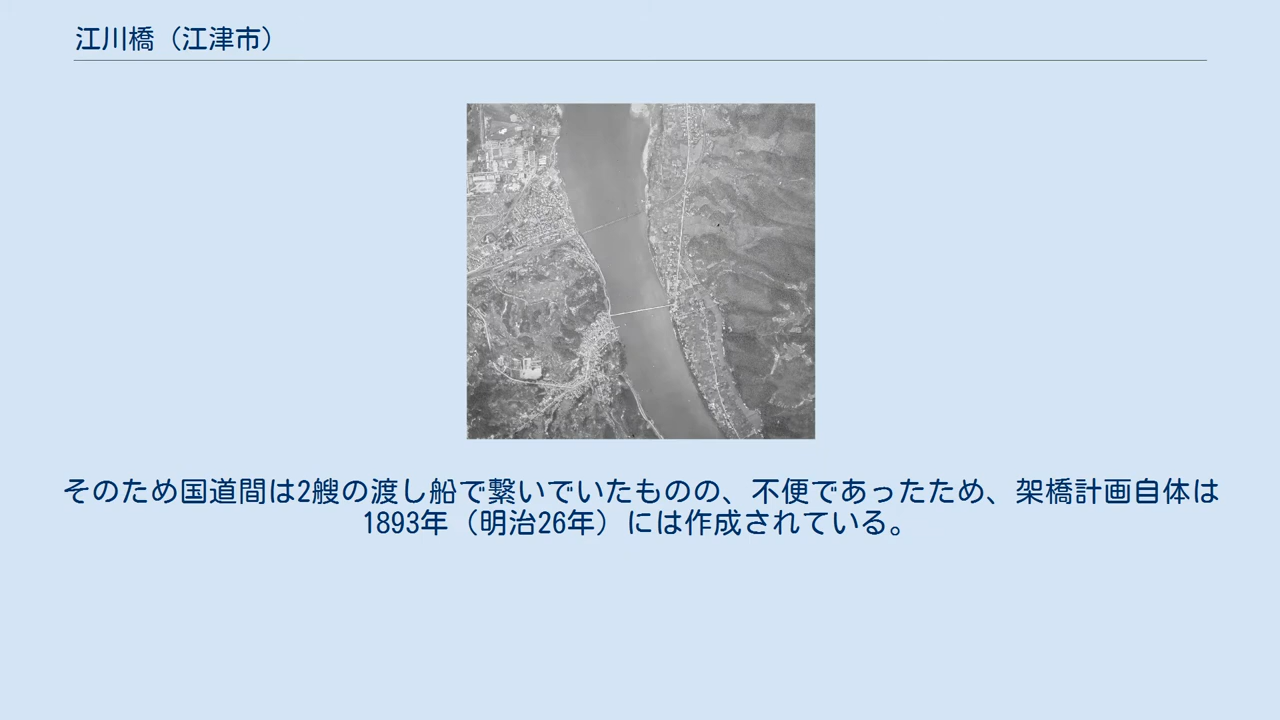 江川橋（江津市）
そのため国道間は2艘の渡し船で繋いでいたものの、不便であったため、架橋計画自体は
1893年（明治26年）には作成されている。